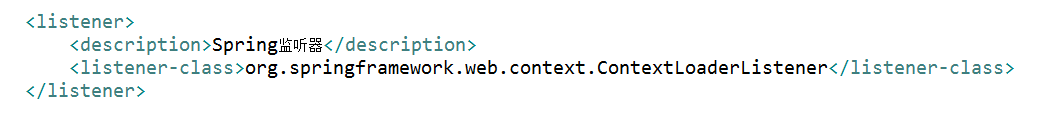 <listener>
    <description>Spring监听器</description>
    <listener-class>org.springframework.web.context.ContextLoaderListener</listener-class>
</listener>